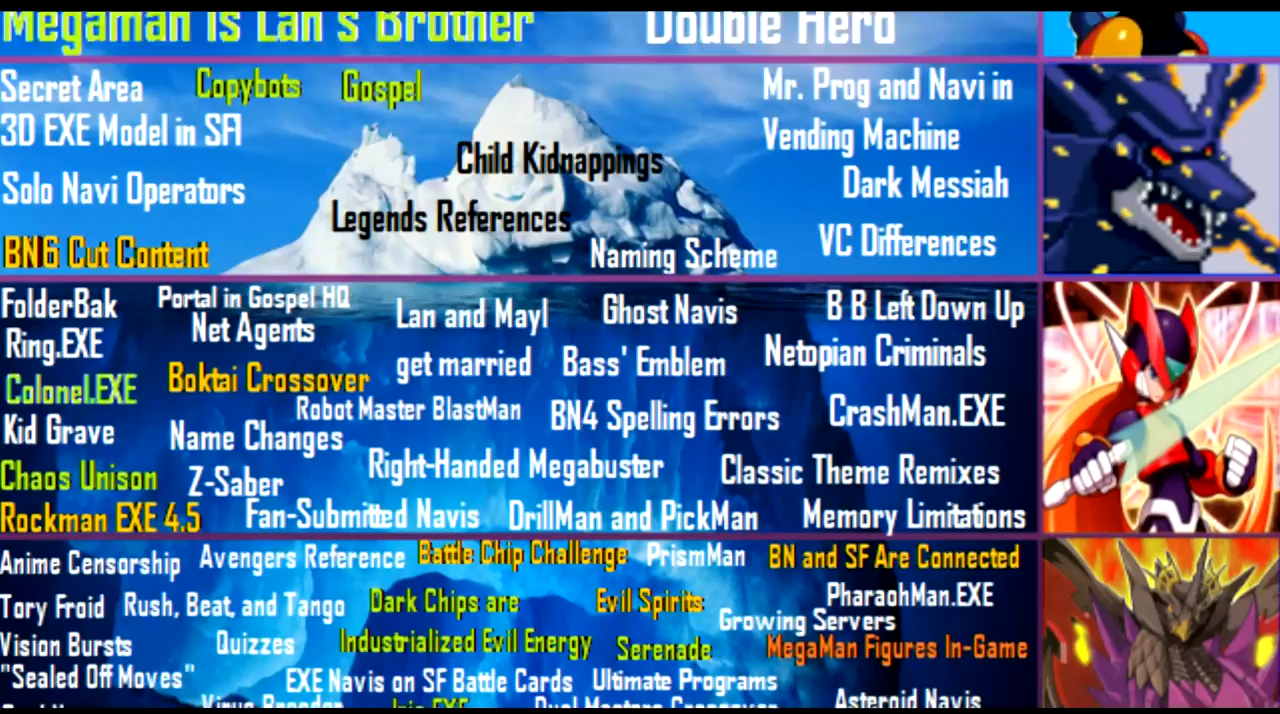 Megaman is Lan's Brother
Double Hero
Secret Area
Copybots
Gospel
Mr. Prog and Navi in
Vending Machine
3D EXE Model in SF1
Child Kidnappings
Solo Navi Operators
Dark Messiah
Legends References
BN6 Cut Content
Naming Scheme
VC Differences
FolderBak
Portal in Gospel HQ
Lan and Mayl
get married
Ghost Navis
B B Left Down Up
Ring.EXE
Net Agents
Bass' Emblem
Netopian Criminals
Colonel.EXE
Boktai Crossover
Robot Master BlastMan
BN4 Spelling Errors
CrashMan.EXE
Kid Grave
Name Changes
Right-Handed Megabuster
Classic Theme Remixes
Chaos Unison
Z-Saber
Rockman EXE 4.5
Fan-Submitted Navis
DrillMan and PickMan
Memory Limitations
Anime Censorship
Avengers Reference
Battle Chip Challenge
PrismMan
BN and SF Are Connected
Tory Froid
Rush, Beat, and Tango
Dark Chips are
Industrialized Evil Energy
Evil Spirits
PharaohMan.EXE
Growing Servers
Vision Bursts
Quizzes
Serenade
MegaMan Figures In-Game
"Sealed Off Moves"
EXE Navis on SF Battle Cards
Ultimate Programs
Virus Breeder
Iris.EXE
Duel Masters Crossover
Asteroid Navis